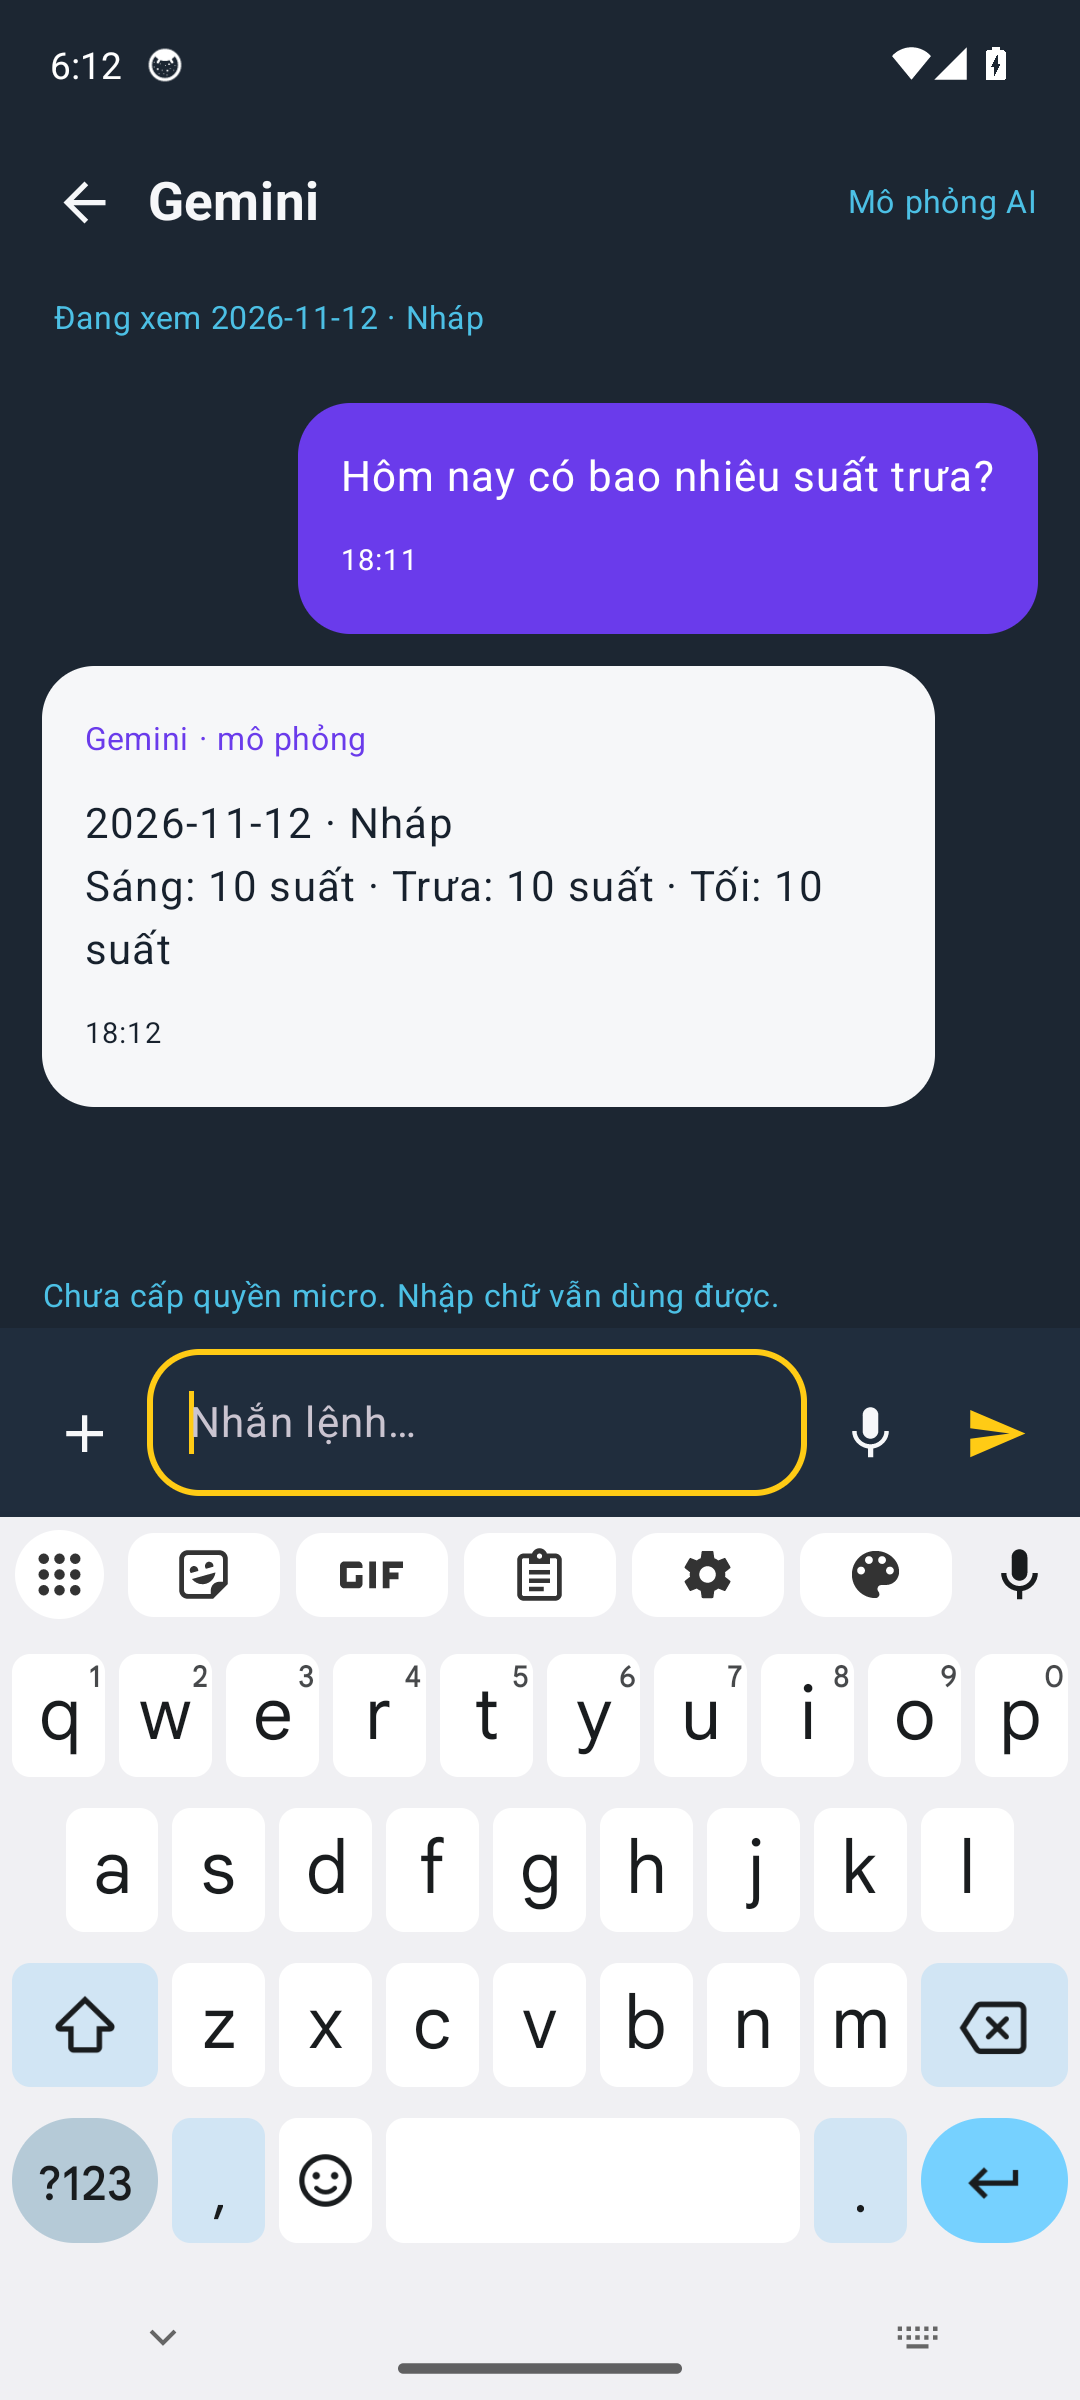 6:12
Gemini
Mô phỏng AI
Đang xem 2026-11-12 · Nháp
Hôm nay có bao nhiêu suất trưa?
18:11
Gemini · mô phỏng
2026-11-12 · Nháp
Sáng: 10 suất · Trưa: 10 suất · Tối: 10
suất
18:12
Chưa cấp quyền micro. Nhập chữ vẫn dùng được.
Nhắn lệnh...
GIF
q 1 w 2 e 3 r 4 t 5 y 6 u 7 i 8 o 9 p 0
a s d f g h j k l
z x c v b n m
?123 , .